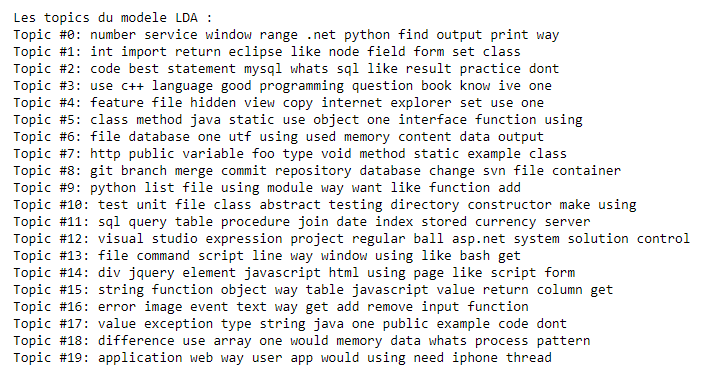 Les topics du modele LDA :
Topic #0: number service window range .net python find output print way
Topic #1: int import return eclipse like node field form set class
Topic #2: code best statement mysql whats sql like result practice dont
Topic #3: use c++ language good programming question book know ive one
Topic #4: feature file hidden view copy internet explorer set use one
Topic #5: class method java static use object one interface function using
Topic #6: file database one utf using used memory content data output
Topic #7: http public variable foo type void method static example class
Topic #8: git branch merge commit repository database change svn file container
Topic #9: python list file using module way want like function add
Topic #10: test unit file class abstract testing directory constructor make using
Topic #11: sql query table procedure join date index stored currency server
Topic #12: visual studio expression project regular ball asp.net system solution control
Topic #13: file command script line way window using like bash get
Topic #14: div jquery element javascript html using page like script form
Topic #15: string function object way table javascript value return column get
Topic #16: error image event text way get add remove input function
Topic #17: value exception type string java one public example code dont
Topic #18: difference use array one would memory data whats process pattern
Topic #19: application web way user app would using need iphone thread